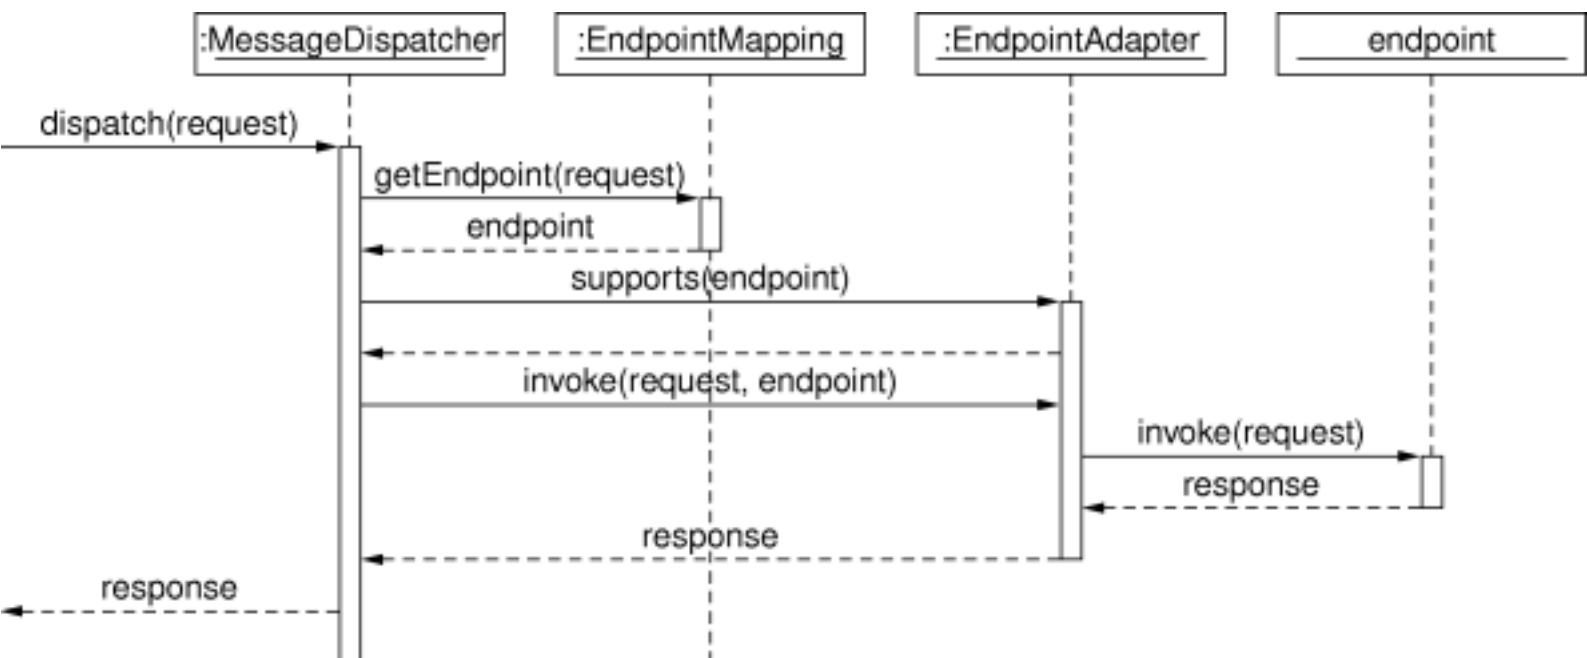 :MessageDispatcher
:EndpointMapping
:EndpointAdapter
endpoint
dispatch(request)
getEndpoint(request)
endpoint
supports(endpoint)
invoke(request, endpoint)
invoke(request)
response
response
response